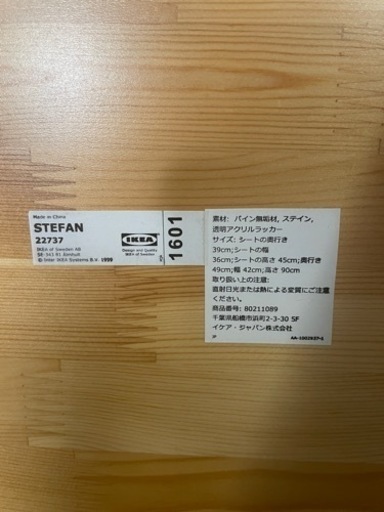 Made in China
STEFAN
22737
IKEA of Sweden AB
SE-343 81 Älmhult
© Inter IKEA Systems B.V. 1999
IKEA
Design and Quality
IKEA of Sweden
1601
素材: パイン無垢材, ステイン,
透明アクリルラッカー
サイズ: シートの奥行き
39cm;シートの幅
36cm;シートの高さ 45cm;奥行き
49cm;幅 42cm;高さ 90cm
取り扱い上の注意:
直射日光または熱による変質にご注意
ください。
商品番号: 80211089
千葉県船橋市浜町2-3-30 5F
イケア・ジャパン株式会社
JP